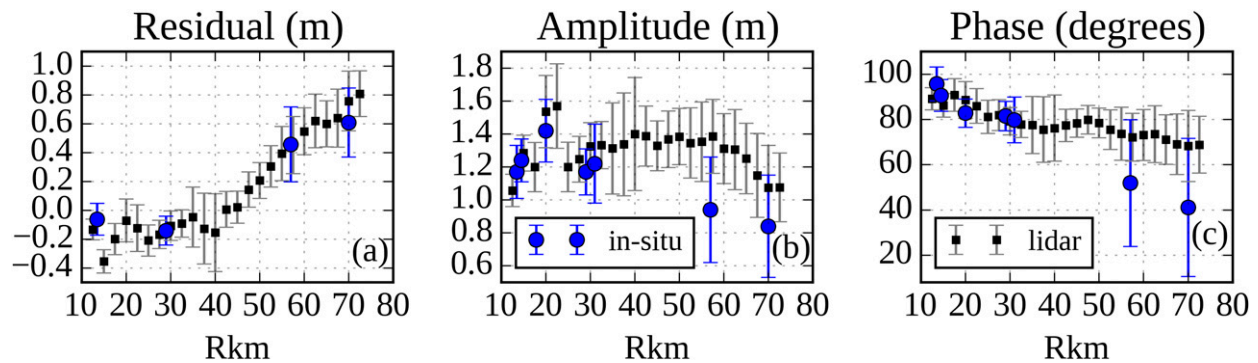 Residual (m)
1.0
0.8
0.6
0.4
0.2
0.0
−0.2
−0.4
(a)
10 20 30 40 50 60 70 80
Rkm
Amplitude (m)
1.8
1.6
1.4
1.2
1.0
0.8
0.6
in-situ
(b)
10 20 30 40 50 60 70 80
Rkm
Phase (degrees)
100
80
60
40
20
lidar
(c)
10 20 30 40 50 60 70 80
Rkm